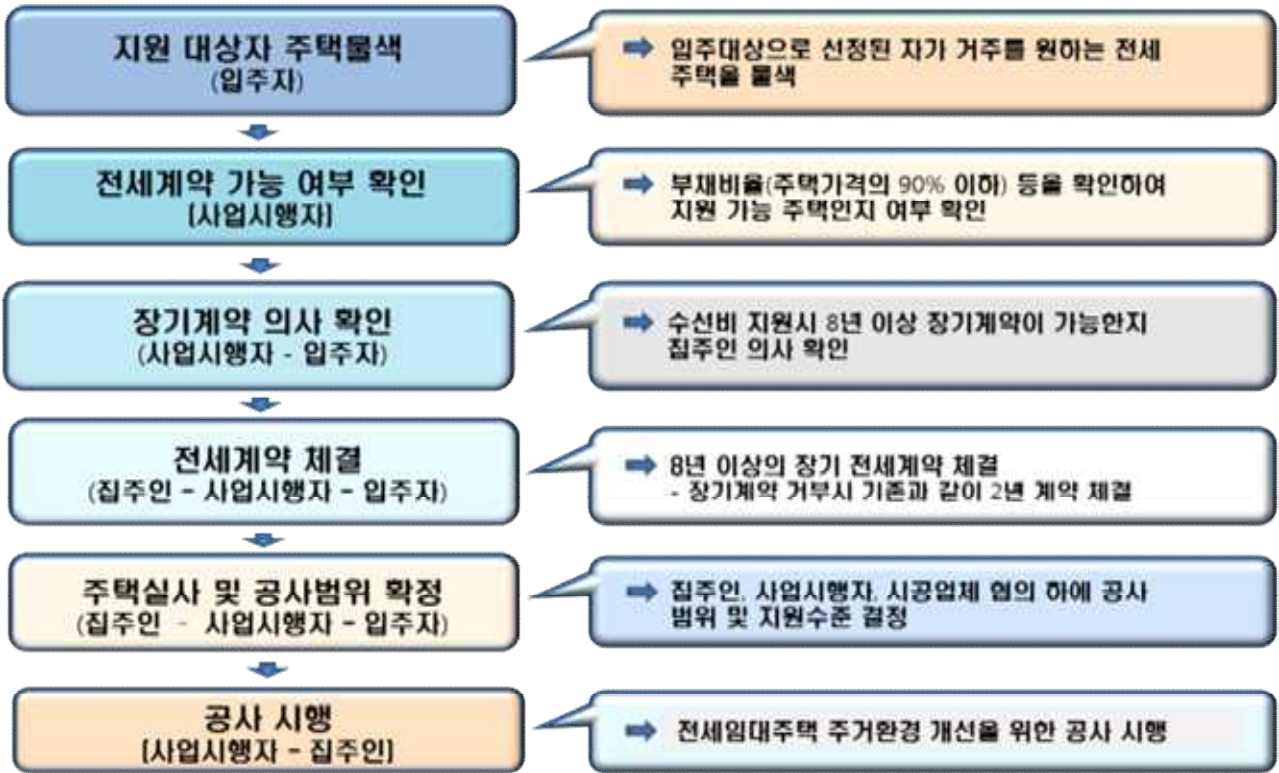 지원 대상자 주택물색
(입주자)
➡ 입주대상으로 선정된 자가 거주를 원하는 전세
주택을 물색
전세계약 가능 여부 확인
[사업시행자]
➡ 부채비율(주택가격의 90% 이하) 등을 확인하여
지원 가능 주택인지 여부 확인
장기계약 의사 확인
(사업시행자 - 입주자)
➡ 수선비 지원시 8년 이상 장기계약이 가능한지
집주인 의사 확인
전세계약 체결
(집주인 - 사업시행자 - 입주자)
➡ 8년 이상의 장기 전세계약 체결
- 장기계약 거부시 기존과 같이 2년 계약 체결
주택실사 및 공사범위 확정
(집주인 - 사업시행자 - 입주자)
➡ 집주인, 사업시행자, 시공업체 협의 하에 공사
범위 및 지원수준 결정
공사 시행
[사업시행자 - 집주인]
➡ 전세임대주택 주거환경 개선을 위한 공사 시행